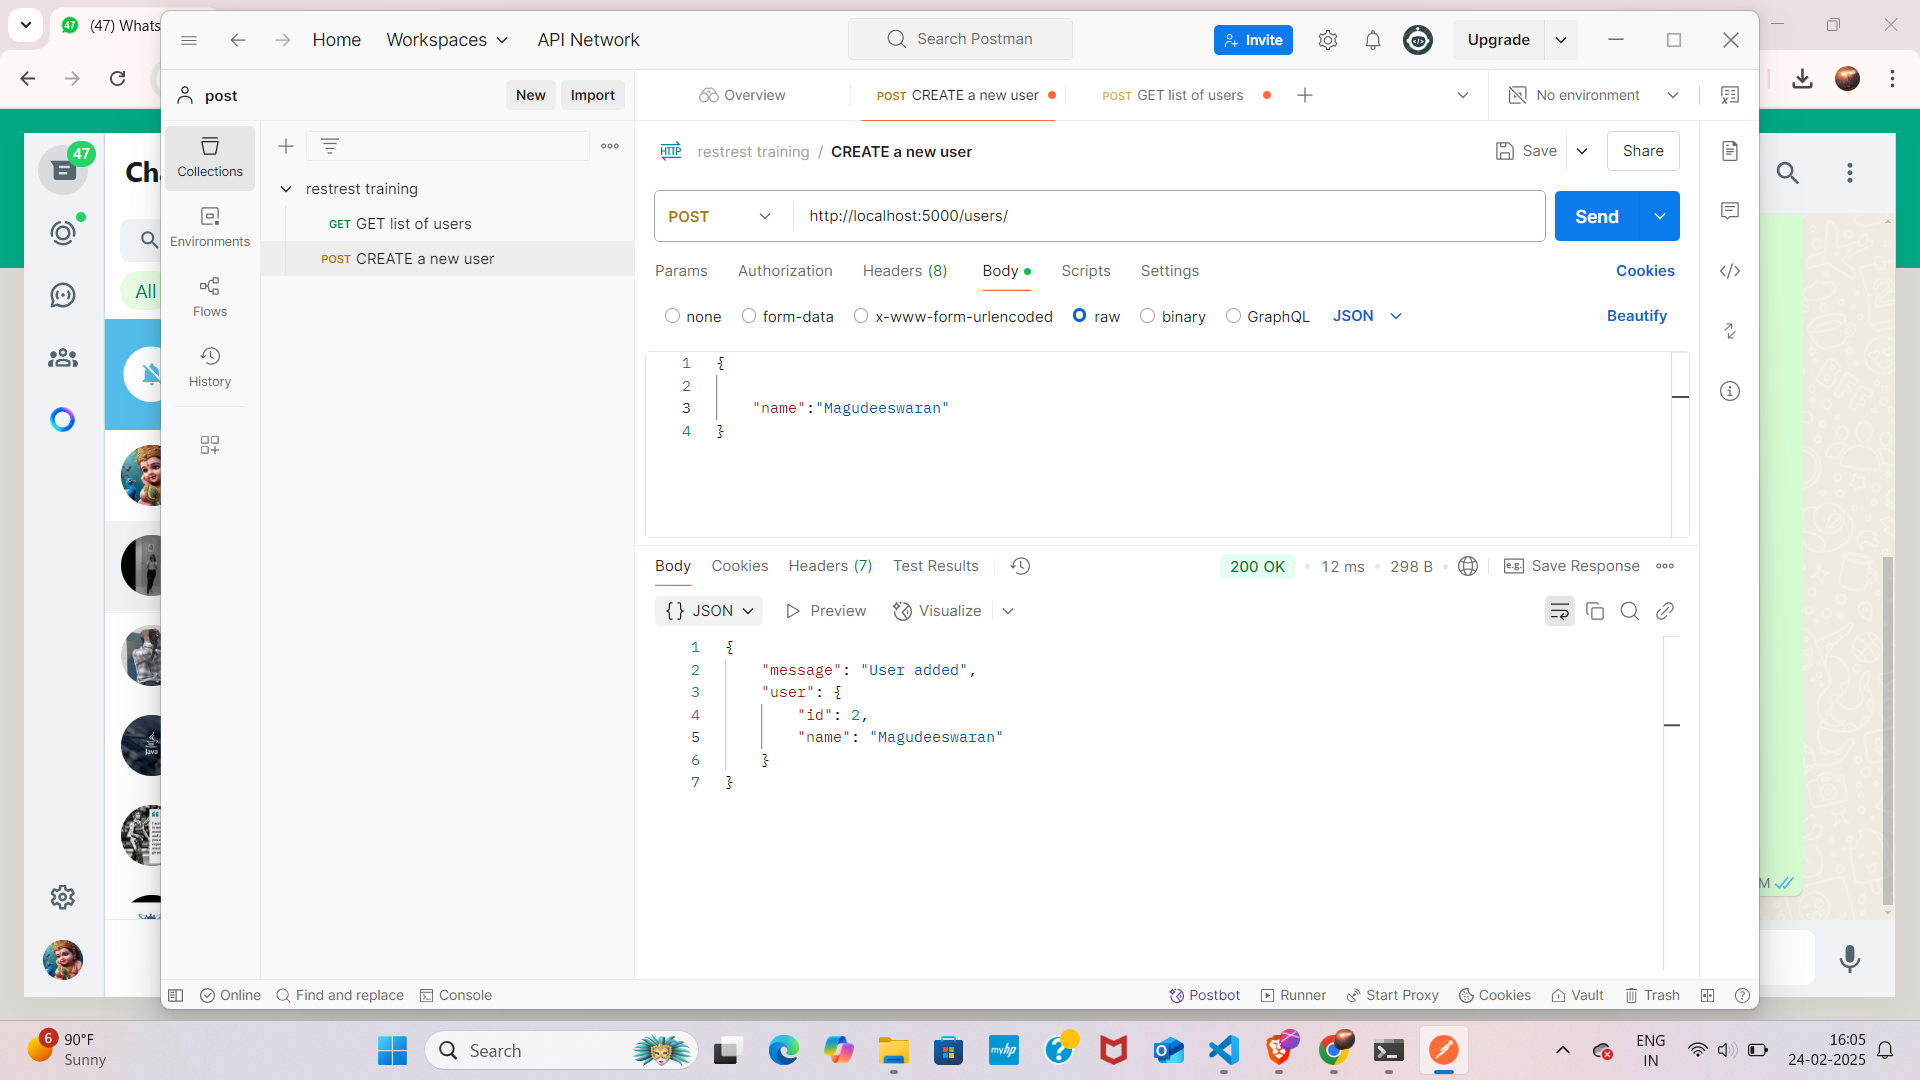 (47) Whats
Home
Workspaces
API Network
Search Postman
Invite
Upgrade
post
New
Import
Overview
POST CREATE a new user
POST GET list of users
No environment
47
Collections
Environments
Flows
History
restrest training
GET GET list of users
POST CREATE a new user
HTTP restrest training / CREATE a new user
Save
Share
POST
http://localhost:5000/users/
Send
Params
Authorization
Headers (8)
Body
Scripts
Settings
Cookies
none
form-data
x-www-form-urlencoded
raw
binary
GraphQL
JSON
Beautify
1 {
2
3 "name":"Magudeeswaran"
4 }
Body
Cookies
Headers (7)
Test Results
200 OK
12 ms
298 B
e.g. Save Response
{} JSON
Preview
Visualize
1 {
2 "message": "User added",
3 "user": {
4 "id": 2,
5 "name": "Magudeeswaran"
6 }
7 }
All
Java
M
Online
Find and replace
Console
Postbot
Runner
Start Proxy
Cookies
Vault
Trash
6
90°F
Sunny
Search
myhp
ENG
IN
16:05
24-02-2025